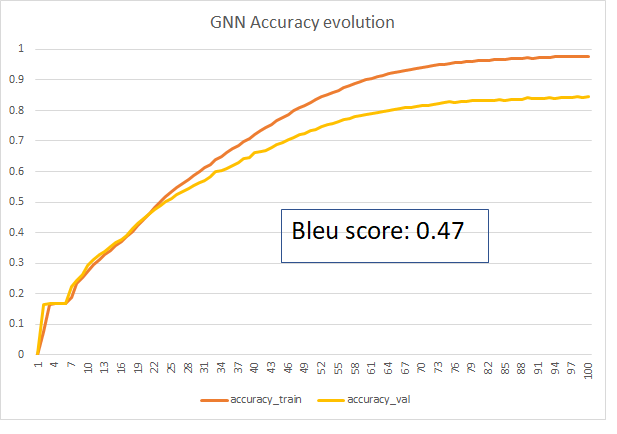 GNN Accuracy evolution
1
0.9
0.8
0.7
0.6
0.5
0.4
0.3
0.2
0.1
0
Bleu score: 0.47
1 4 7 10 13 16 19 22 25 28 31 34 37 40 43 46 49 52 55 58 61 64 67 70 73 76 79 82 85 88 91 94 97 100
accuracy_train accuracy_val